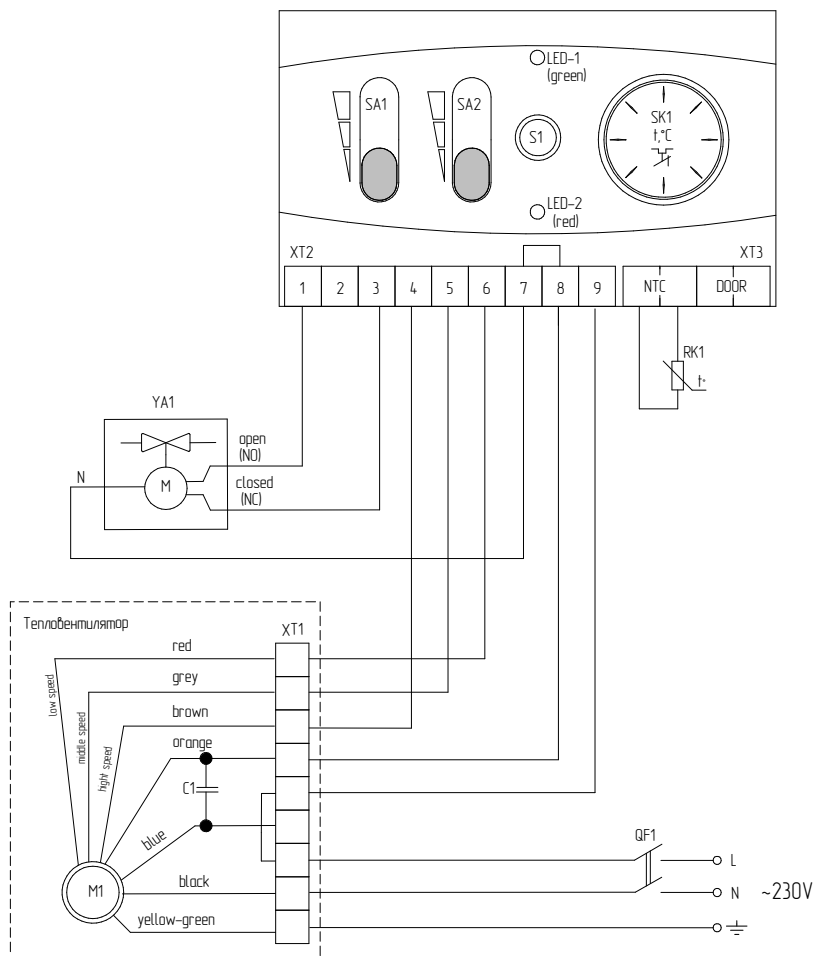 LED-1
(green)
SA1
SA2
S1
SK1
t,°C
LED-2
(red)
XT2
XT3
1 2 3 4 5 6 7 8 9 NTC DOOR
RK1
t°
YA1
open
(NO)
N
M
closed
(NC)
Тепловентилятор
XT1
red
low speed
grey
middle speed
brown
hight speed
orange
C1
blue
QF1
L
M1
black
N ~230V
yellow-green